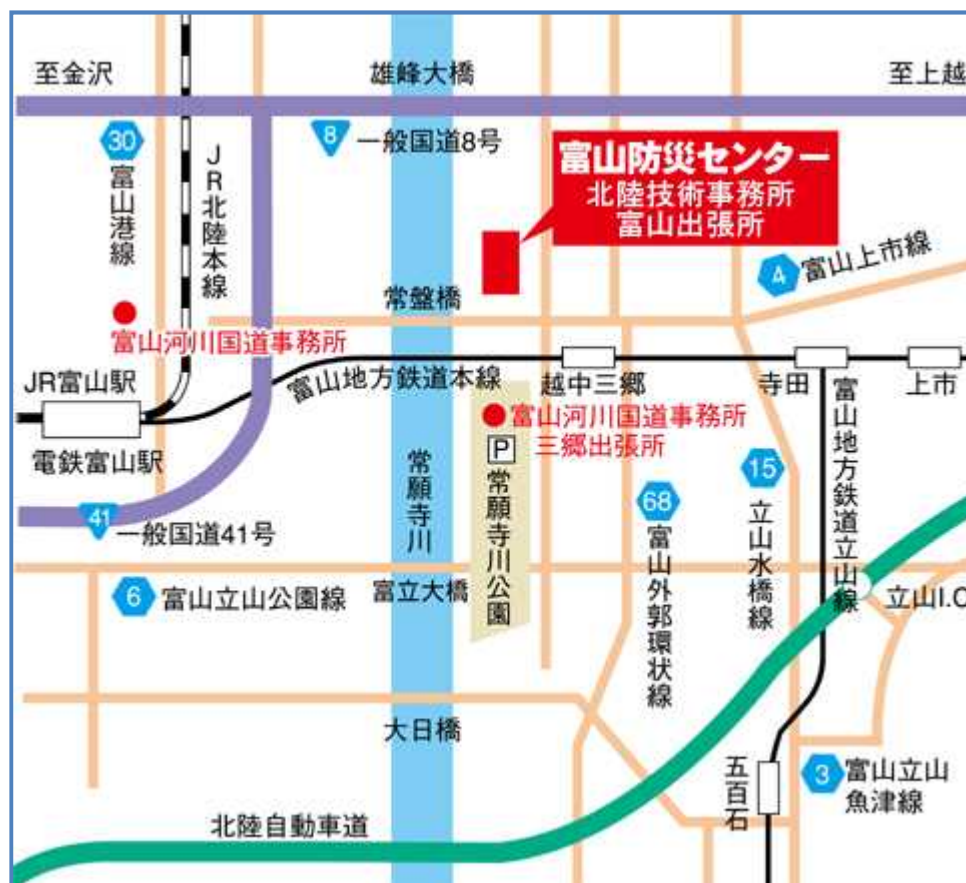 至金沢
雄峰大橋
至上越
30
富山港線
JR北陸本線
8
一般国道8号
富山防災センター
北陸技術事務所
富山出張所
4
富山上市線
常盤橋
富山河川国道事務所
JR富山駅
電鉄富山駅
富山地方鉄道本線
越中三郷
寺田
上市
富山河川国道事務所
三郷出張所
P
常願寺川公園
常願寺川
富山地方鉄道立山線
15
立山水橋線
68
富山外郭環状線
41
一般国道41号
6
富山立山公園線
富立大橋
立山I.C
大日橋
五百石
3
富山立山
魚津線
北陸自動車道